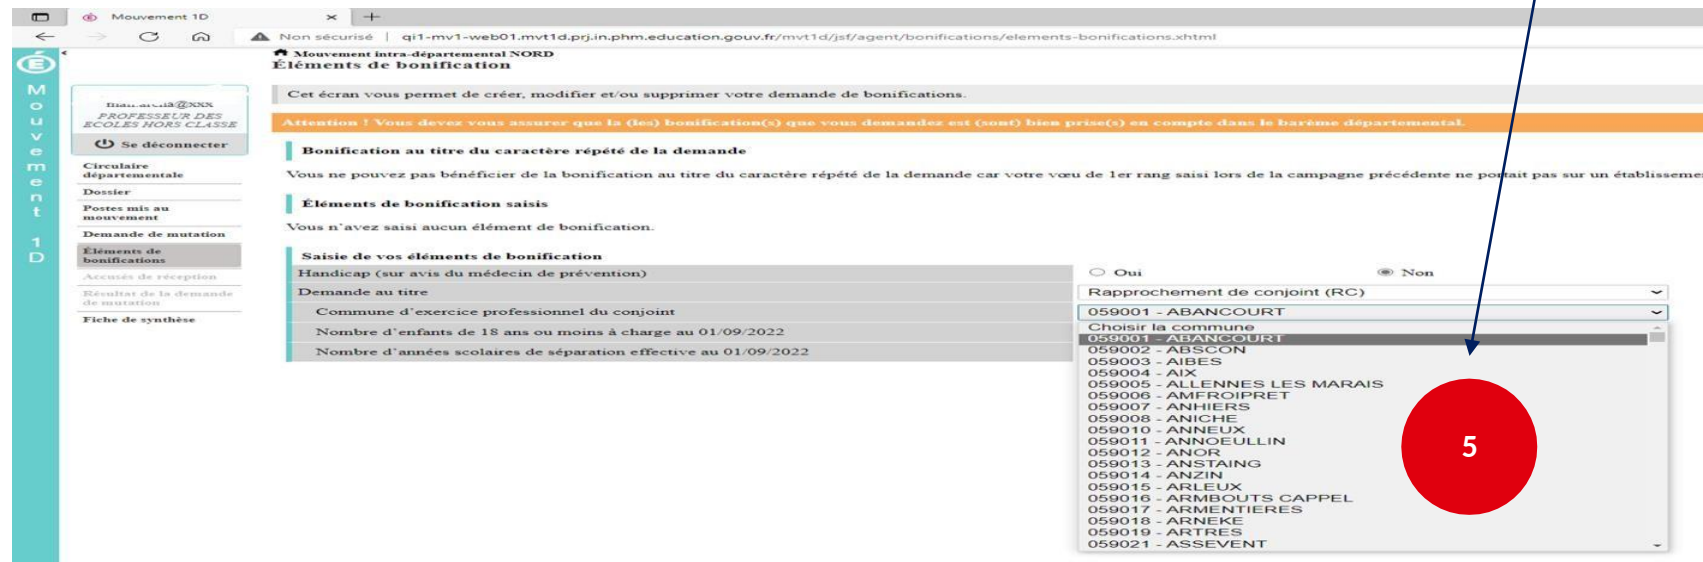 Mouvement 1D
Non sécurisé | qi1-mv1-web01.mvt1d.prj.in.phm.education.gouv.fr/mvt1d/jsf/agent/bonifications/elements-bonifications.xhtml
Mouvement 1D
Mouvement intra-départemental NORD
Éléments de bonification
@xxx
PROFESSEUR DES
ECOLES HORS CLASSE
Se déconnecter
Circulaire
départementale
Dossier
Postes mis au
mouvement
Demande de mutation
Éléments de
bonifications
Accusés de réception
Résultat de la demande
de mutation
Fiche de synthèse
Cet écran vous permet de créer, modifier et/ou supprimer votre demande de bonifications.
Attention ! Vous devez vous assurer que la (les) bonification(s) que vous demandez est (sont) bien prise(s) en compte dans le barème départemental.
Bonification au titre du caractère répété de la demande
Vous ne pouvez pas bénéficier de la bonification au titre du caractère répété de la demande car votre vœu de 1er rang saisi lors de la campagne précédente ne portait pas sur un établisseme
Éléments de bonification saisis
Vous n'avez saisi aucun élément de bonification.
Saisie de vos éléments de bonification
Handicap (sur avis du médecin de prévention)
Oui
Non
Demande au titre
Rapprochement de conjoint (RC)
Commune d'exercice professionnel du conjoint
059001 - ABANCOURT
Nombre d'enfants de 18 ans ou moins à charge au 01/09/2022
Nombre d'années scolaires de séparation effective au 01/09/2022
Choisir la commune
059001 - ABANCOURT
059002 - ABSCON
059003 - AIBES
059004 - AIX
059005 - ALLENNES LES MARAIS
059006 - AMFROIPRET
059007 - ANHIERS
059008 - ANICHE
059010 - ANNEUX
059011 - ANNOEULLIN
059012 - ANOR
059013 - ANSTAING
059014 - ANZIN
059015 - ARLEUX
059016 - ARMBOUTS CAPPEL
059017 - ARMENTIERES
059018 - ARNEKE
059019 - ARTRES
059021 - ASSEVENT
5